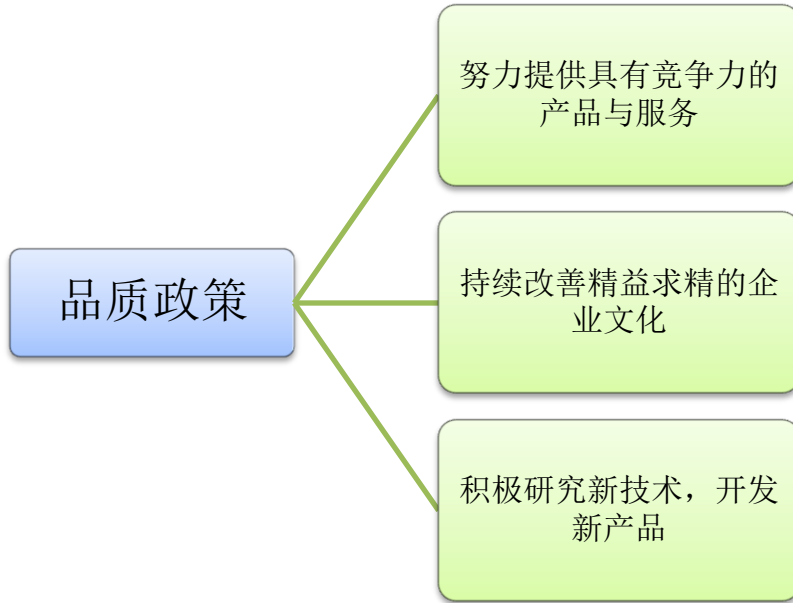 品质政策
努力提供具有竞争力的
产品与服务
持续改善精益求精的企
业文化
积极研究新技术，开发
新产品